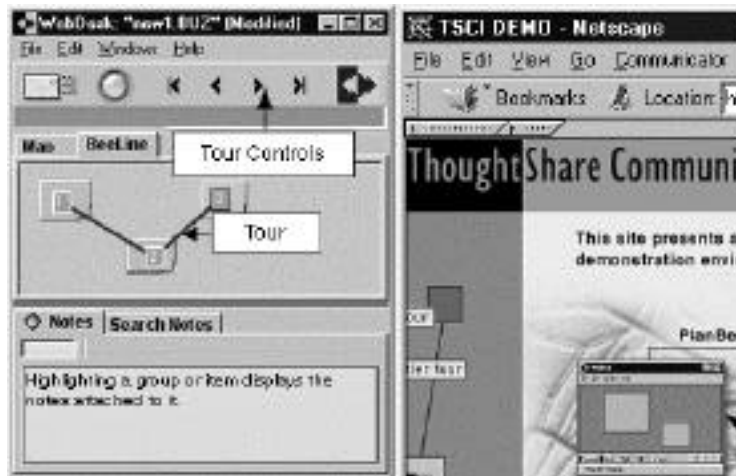 WebDesk: "new1.BUZ" (Modified)
File Edit Windows Help
Map BeeLine
Tour Controls
Tour
Notes Search Notes
Highlighting a group or item displays the
notes attached to it.
TSCI DEMO - Netscape
File Edit View Go Communicator
Bookmarks Location:
ThoughtShare Communi
This site presents
demonstration envi
our
tour
PlanBe